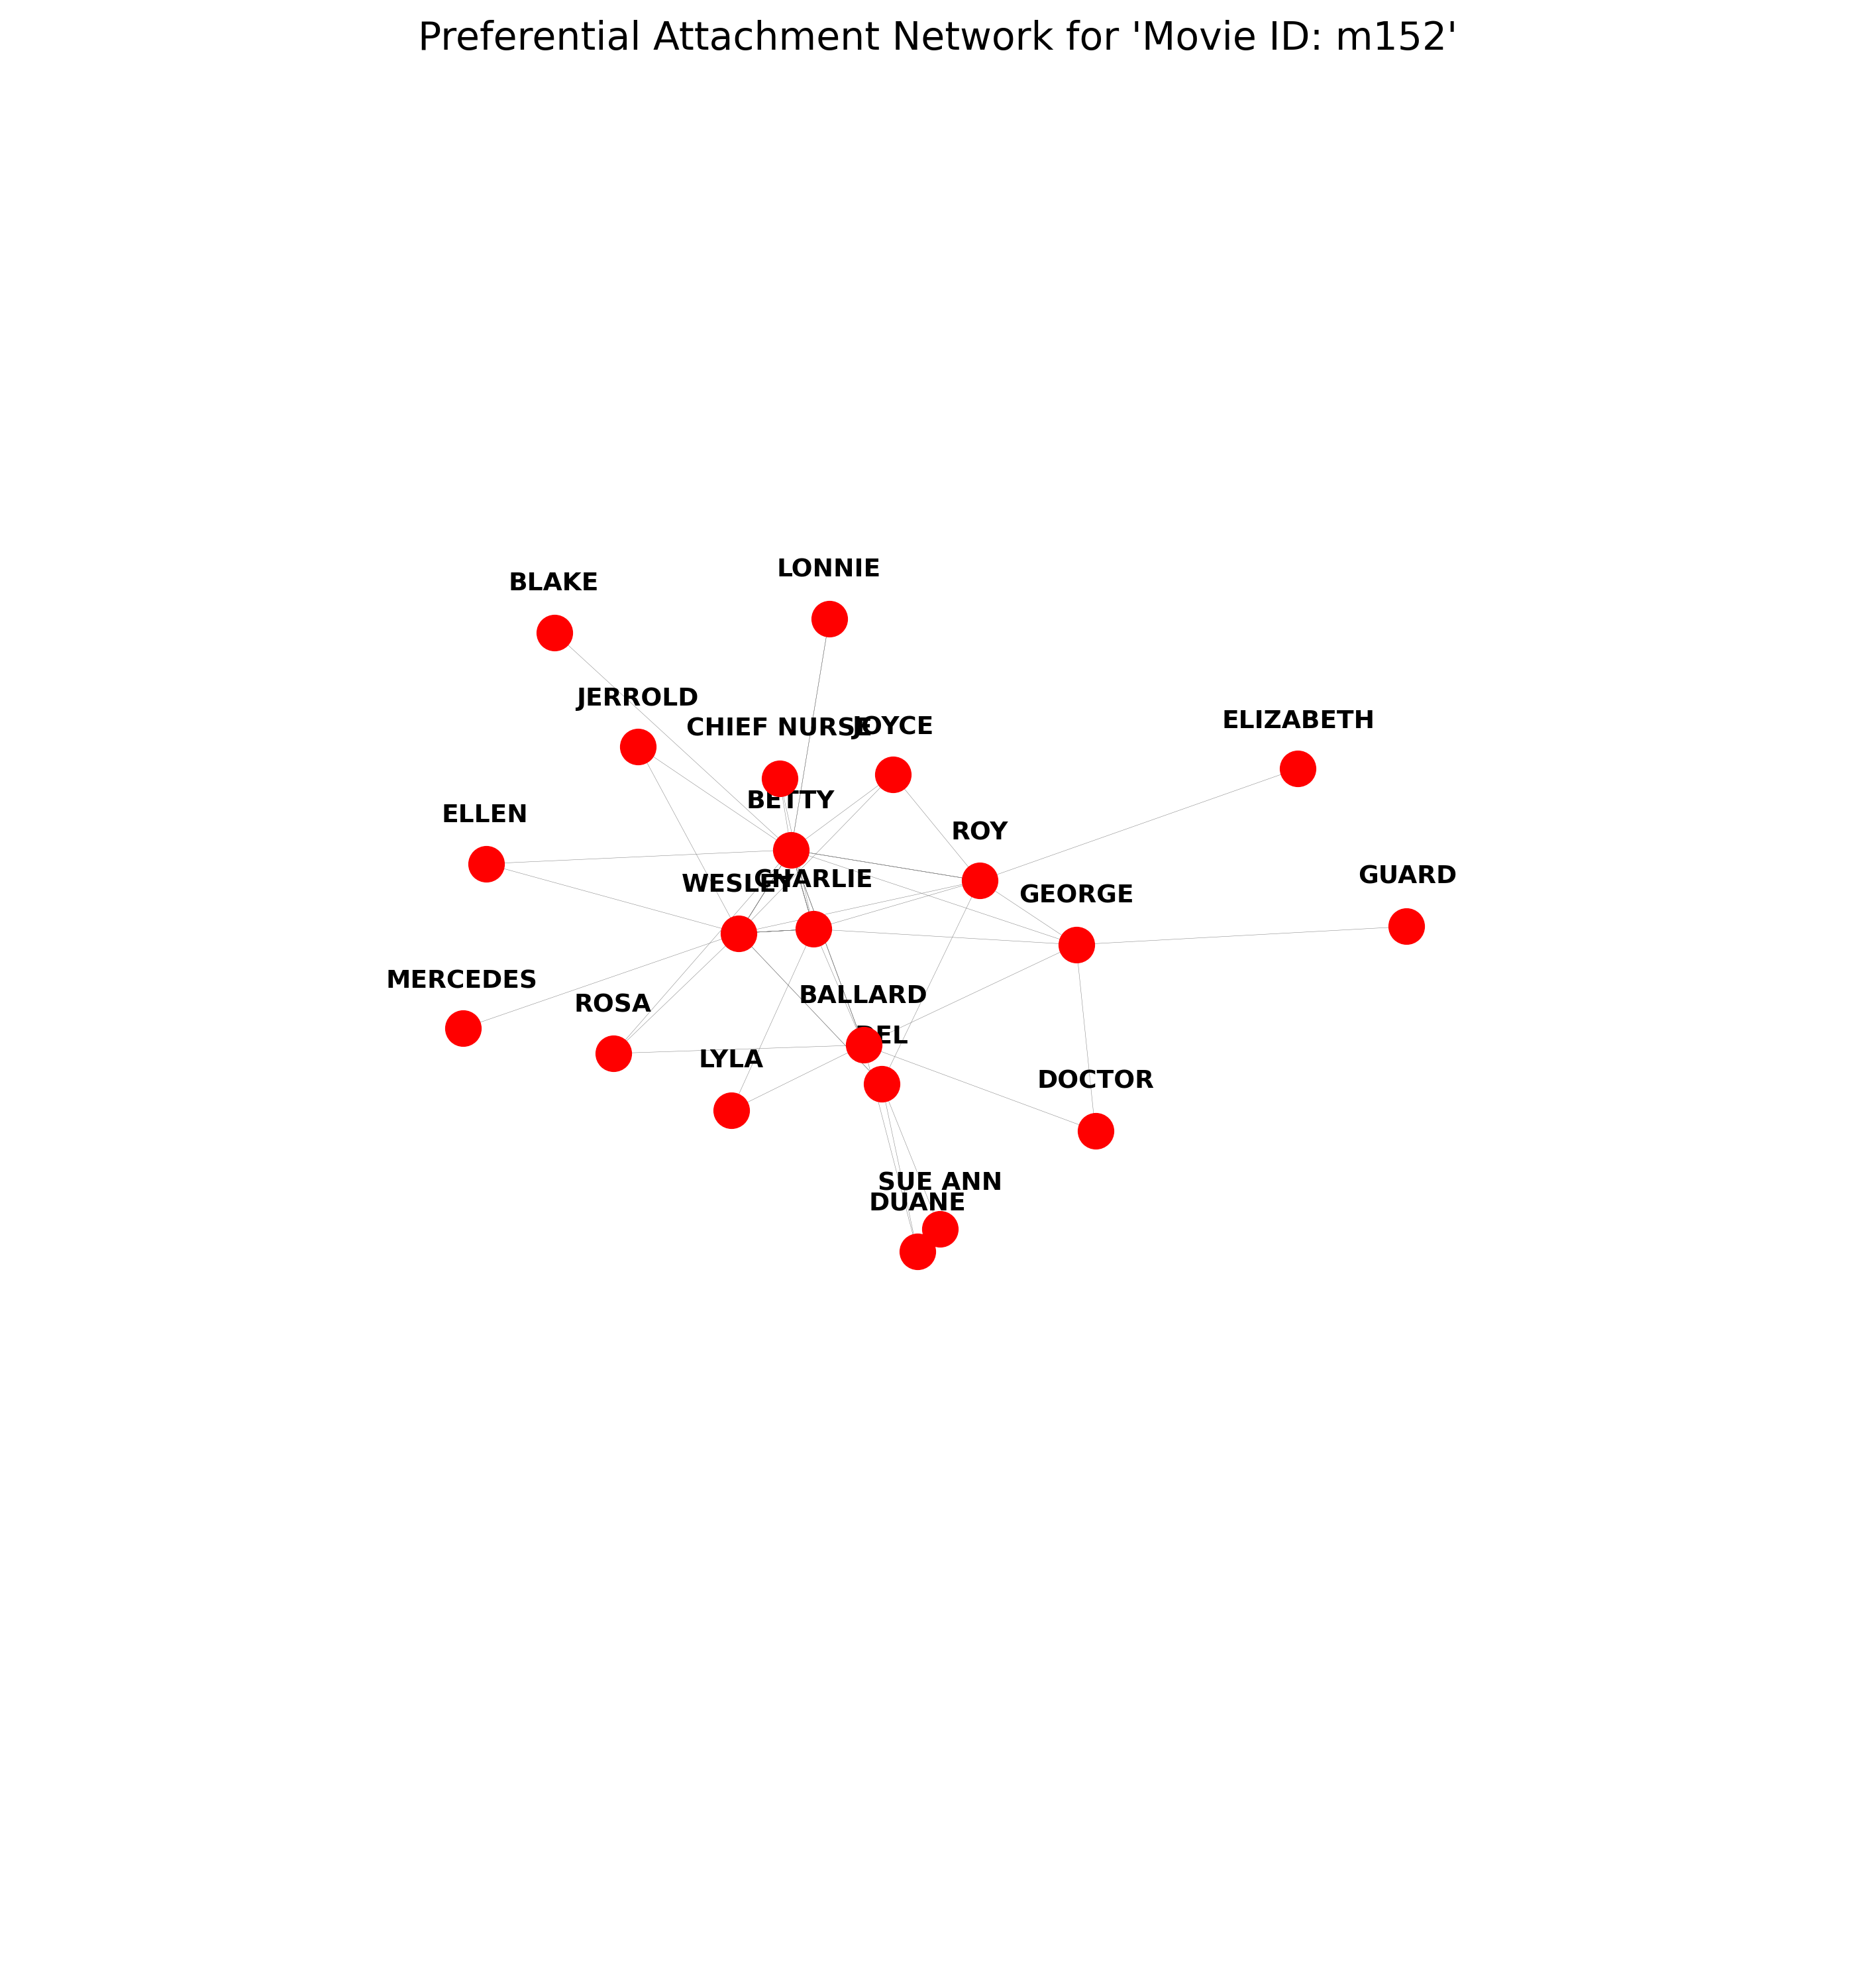 Preferential Attachment Network for 'Movie ID: m152'
LONNIE
BLAKE
JERROLD
CHIEF NURSE
JOYCE
ELIZABETH
BETTY
ELLEN
ROY
GUARD
CHARLIE
WESLEY
GEORGE
MERCEDES
BALLARD
ROSA
DEL
LYLA
DOCTOR
SUE ANN
DUANE